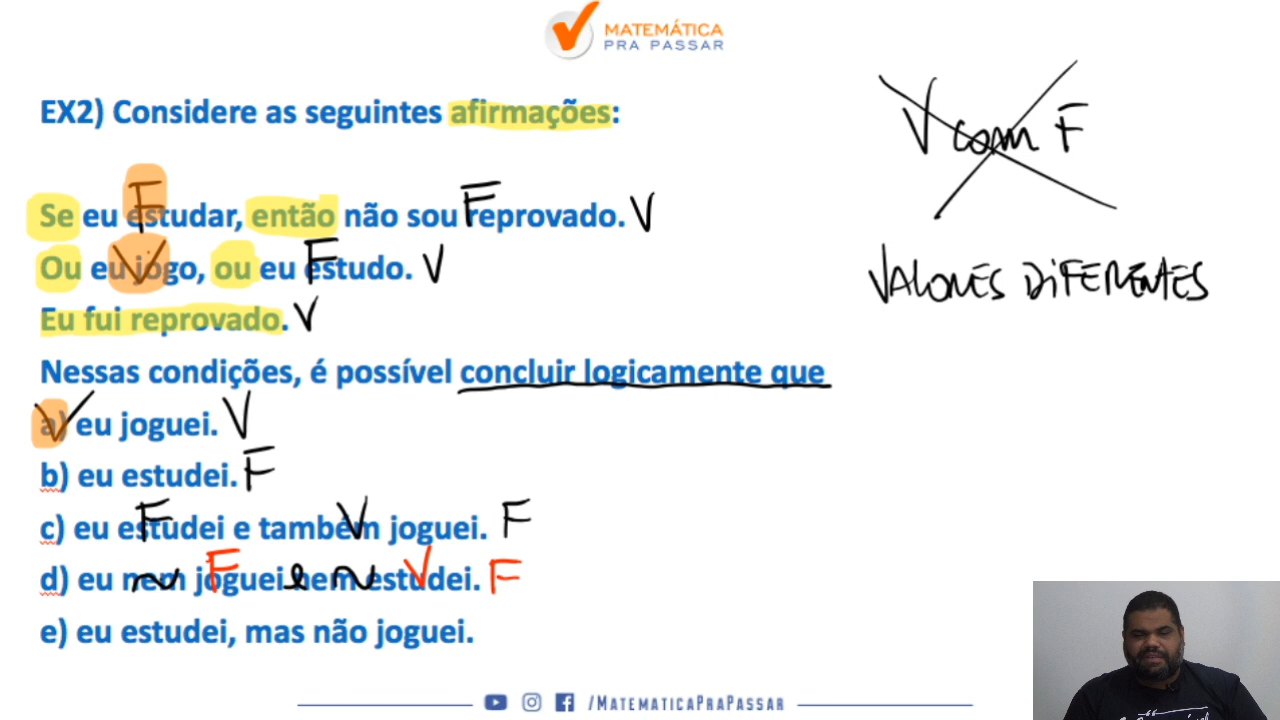 MATEMÁTICA
PRA PASSAR
EX2) Considere as seguintes afirmações:
V com F
F F
Se eu estudar, então não sou reprovado. V
V F
Ou eu jogo, ou eu estudo. V
VALORES DIFERENTES
Eu fui reprovado. V
Nessas condições, é possível concluir logicamente que
a) eu joguei. V
b) eu estudei. F
F V
c) eu estudei e também joguei. F
~ F e ~ V
d) eu nem joguei nem estudei. F
e) eu estudei, mas não joguei.
/MATEMATICAPRAPASSAR